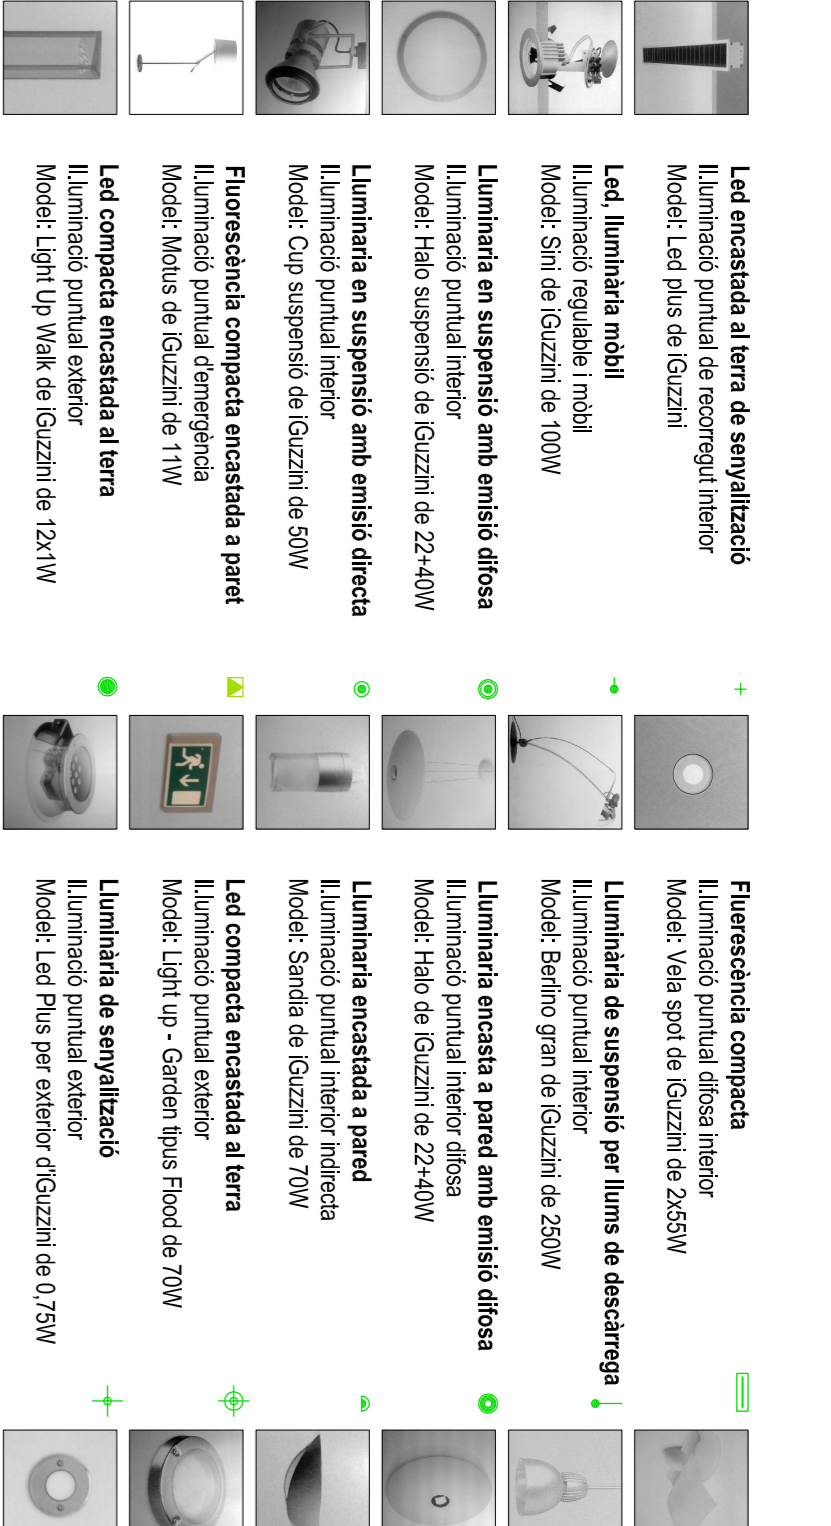 Led encastada al terra de senyalització
Il.luminació puntual de recorregut interior
Model: Led plus de iGuzzini
Led, lluminària mòbil
Il.luminació regulable i mòbil
Model: Sini de iGuzzini de 100W
Lluminaria en suspensió amb emisió difosa
Il.luminació puntual interior
Model: Halo suspensió de iGuzzini de 22+40W
Lluminaria en suspensió amb emisió directa
Il.luminació puntual interior
Model: Cup suspensió de iGuzzini de 50W
Fluorescència compacta encastada a paret
Il.luminació puntual d'emergència
Model: Motus de iGuzzini de 11W
Led compacta encastada al terra
Il.luminació puntual exterior
Model: Light Up Walk de iGuzzini de 12x1W
Fluerescència compacta
Il.luminació puntual difosa interior
Model: Vela spot de iGuzzini de 2x55W
Lluminària de suspensió per llums de descàrrega
Il.luminació puntual interior
Model: Berlino gran de iGuzzini de 250W
Lluminaria encasta a pared amb emisió difosa
Il.luminació puntual interior difosa
Model: Halo de iGuzzini de 22+40W
Lluminaria encastada a pared
Il.luminació puntual interior indirecta
Model: Sandia de iGuzzini de 70W
Led compacta encastada al terra
Il.luminació puntual exterior
Model: Light up - Garden tipus Flood de 70W
Lluminària de senyalització
Il.luminació puntual exterior
Model: Led Plus per exterior d'iGuzzini de 0,75W